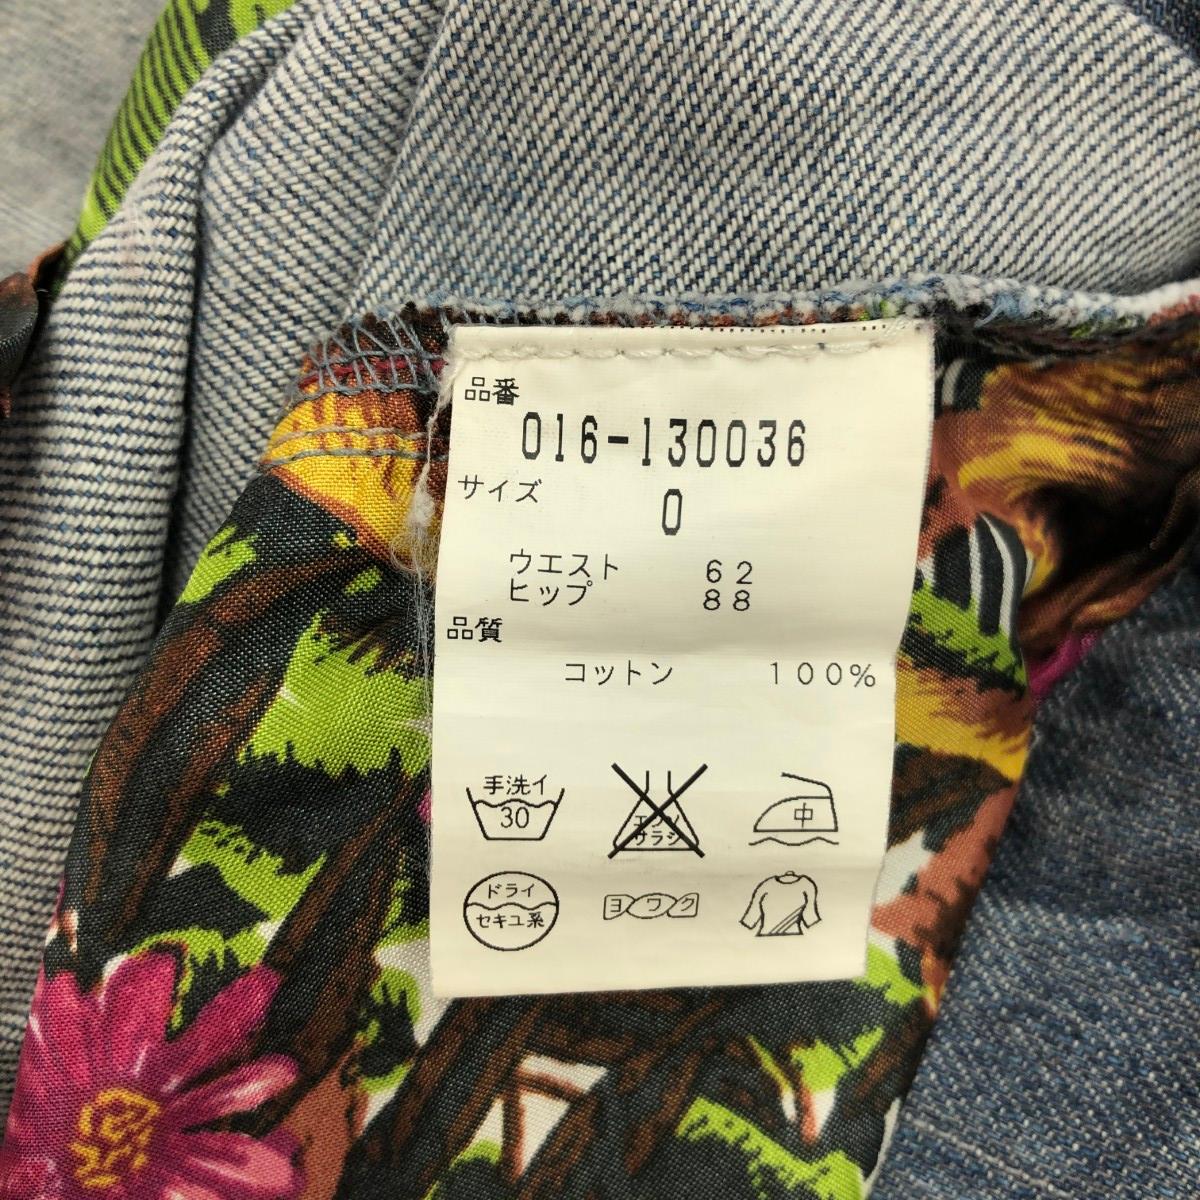 品番
016-130036
サイズ
0
ウエスト 62
ヒップ 88
品質
コットン 100%
手洗イ
30
エンソ
サラシ
中
ドライ
セキユ系
ヨワク